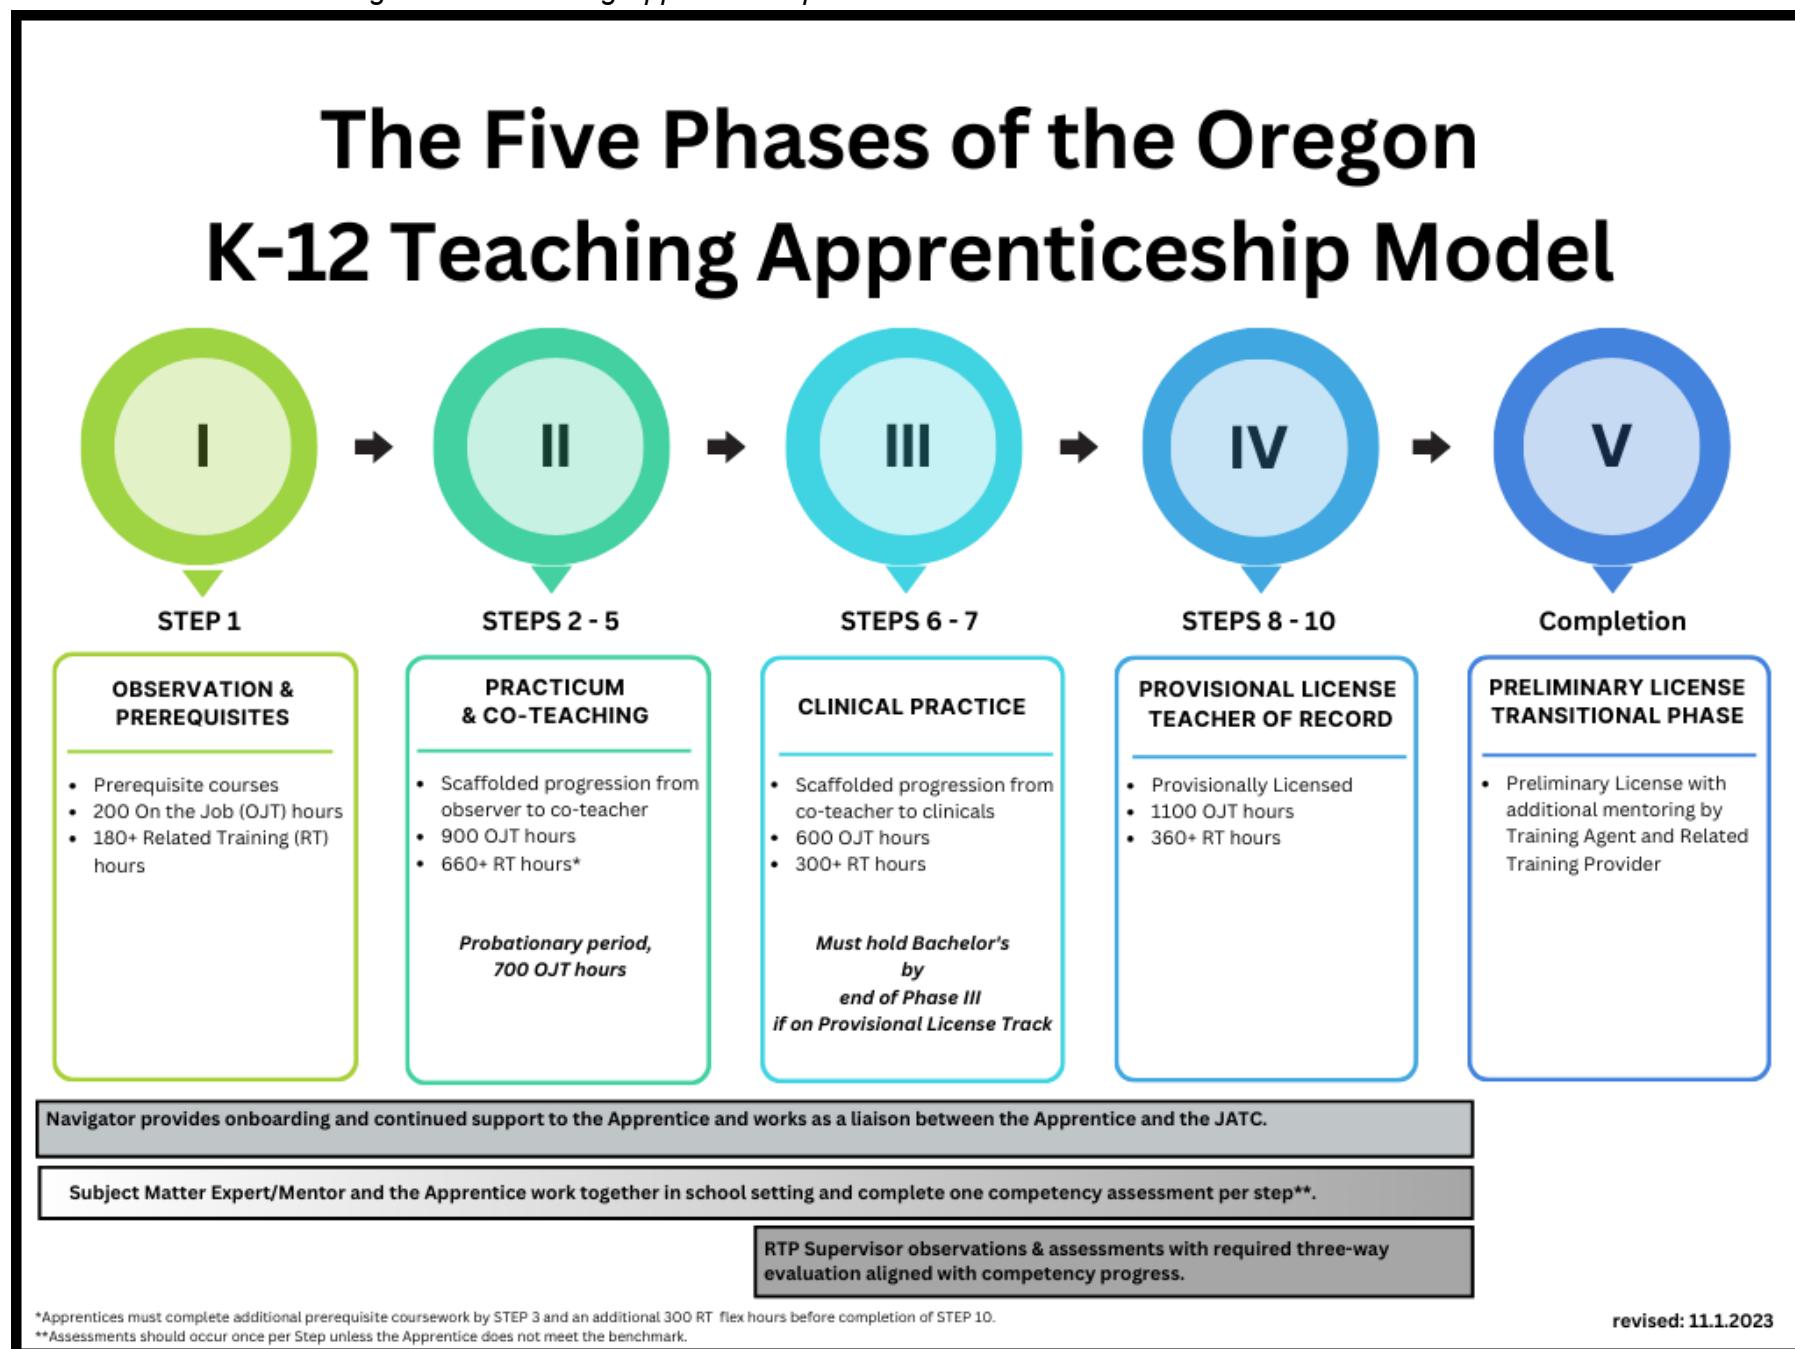 The Five Phases of the Oregon
K-12 Teaching Apprenticeship Model
I
II
III
IV
V
STEP 1
OBSERVATION &
PREREQUISITES
• Prerequisite courses
• 200 On the Job (OJT) hours
• 180+ Related Training (RT)
hours
STEPS 2 - 5
PRACTICUM
& CO-TEACHING
• Scaffolded progression from
observer to co-teacher
• 900 OJT hours
• 660+ RT hours*
Probationary period,
700 OJT hours
STEPS 6 - 7
CLINICAL PRACTICE
• Scaffolded progression from
co-teacher to clinicals
• 600 OJT hours
• 300+ RT hours
Must hold Bachelor's
by
end of Phase III
if on Provisional License Track
STEPS 8 - 10
PROVISIONAL LICENSE
TEACHER OF RECORD
• Provisionally Licensed
• 1100 OJT hours
• 360+ RT hours
Completion
PRELIMINARY LICENSE
TRANSITIONAL PHASE
• Preliminary License with
additional mentoring by
Training Agent and Related
Training Provider
Navigator provides onboarding and continued support to the Apprentice and works as a liaison between the Apprentice and the JATC.
Subject Matter Expert/Mentor and the Apprentice work together in school setting and complete one competency assessment per step**.
RTP Supervisor observations & assessments with required three-way
evaluation aligned with competency progress.
*Apprentices must complete additional prerequisite coursework by STEP 3 and an additional 300 RT flex hours before completion of STEP 10.
**Assessments should occur once per Step unless the Apprentice does not meet the benchmark.
revised: 11.1.2023